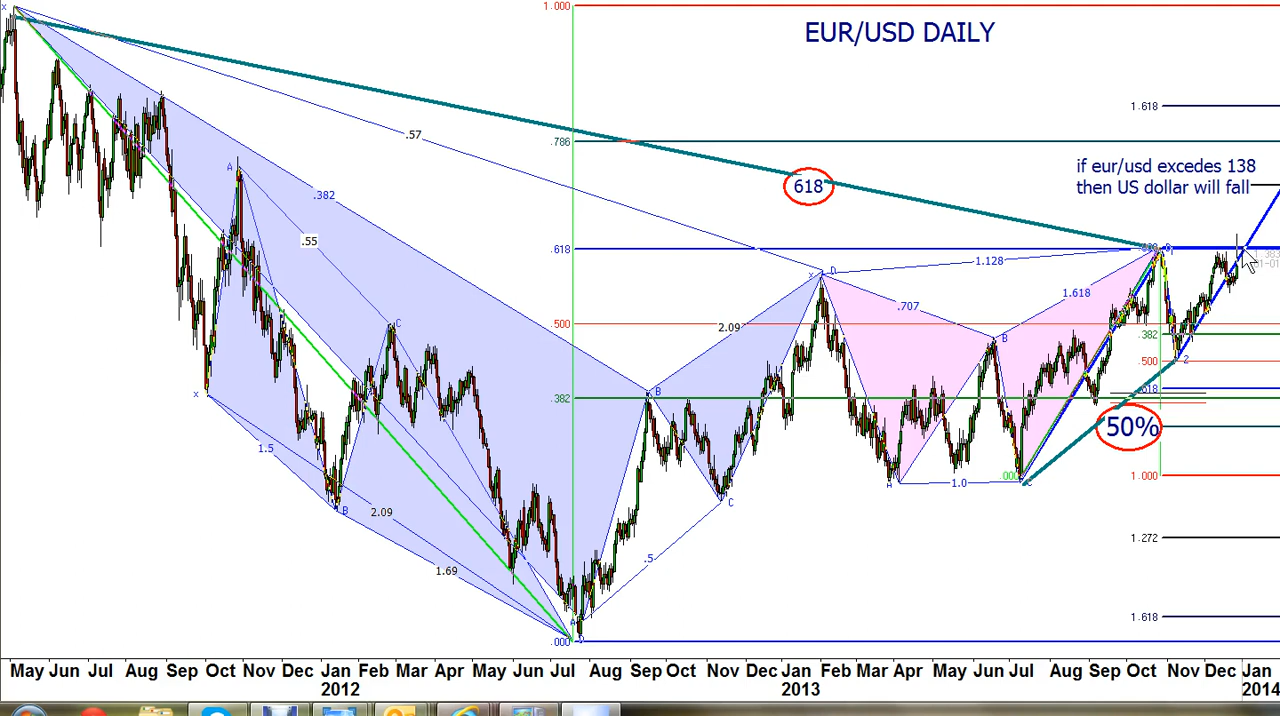 x
1.000
EUR/USD DAILY
1.618
.57
.786
if eur/usd excedes 138
then US dollar will fall
A
618
.382
.55
.618
1.128
x
D
1.618
.707
C
.500
2.09
B
.382
.500
2
x
B
.382
.618
50%
1.5
.000
1.000
A
1.0
C
B
2.09
C
1.272
.5
1.69
1.618
A
.000
D
May Jun Jul Aug Sep Oct Nov Dec Jan Feb Mar Apr May Jun Jul Aug Sep Oct Nov Dec Jan Feb Mar Apr May Jun Jul Aug Sep Oct Nov Dec Jan
2012 2013 2014